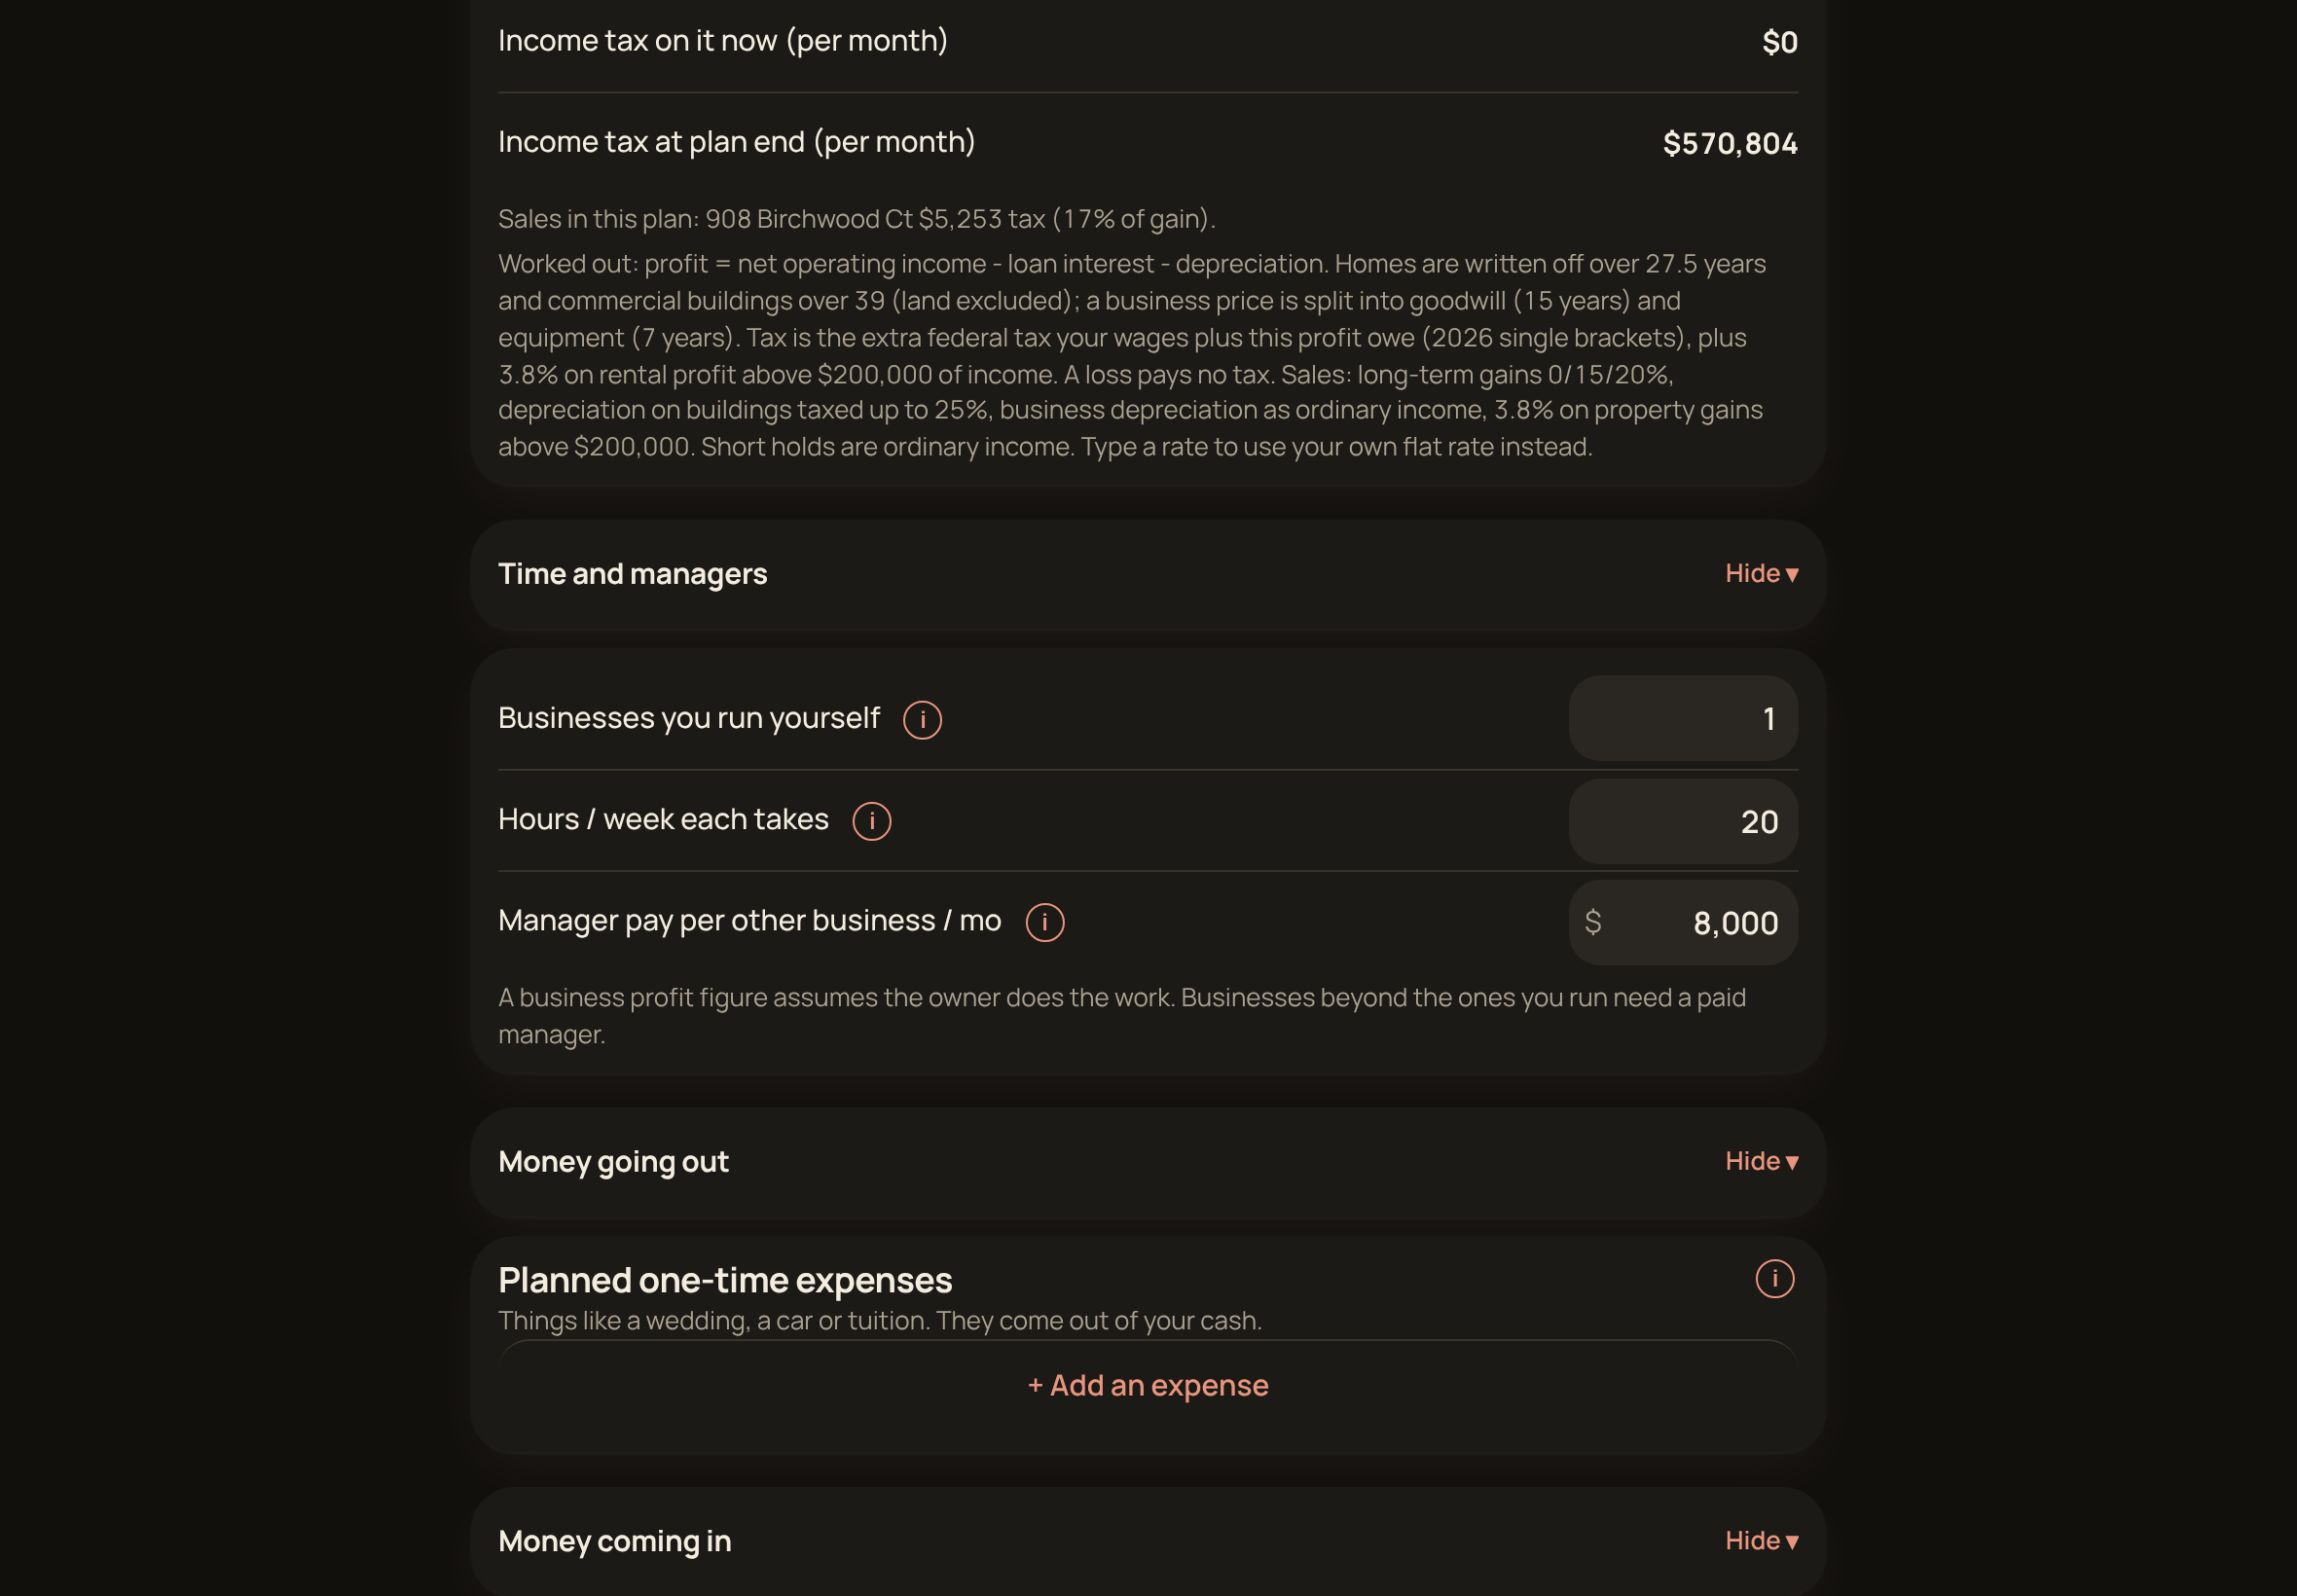 Income tax on it now (per month) $0
Income tax at plan end (per month) $570,804
Sales in this plan: 908 Birchwood Ct $5,253 tax (17% of gain).
Worked out: profit = net operating income - loan interest - depreciation. Homes are written off over 27.5 years
and commercial buildings over 39 (land excluded); a business price is split into goodwill (15 years) and
equipment (7 years). Tax is the extra federal tax your wages plus this profit owe (2026 single brackets), plus
3.8% on rental profit above $200,000 of income. A loss pays no tax. Sales: long-term gains 0/15/20%,
depreciation on buildings taxed up to 25%, business depreciation as ordinary income, 3.8% on property gains
above $200,000. Short holds are ordinary income. Type a rate to use your own flat rate instead.
Time and managers Hide ▾
Businesses you run yourself i 1
Hours / week each takes i 20
Manager pay per other business / mo i $ 8,000
A business profit figure assumes the owner does the work. Businesses beyond the ones you run need a paid
manager.
Money going out Hide ▾
Planned one-time expenses i
Things like a wedding, a car or tuition. They come out of your cash.
+ Add an expense
Money coming in Hide ▾